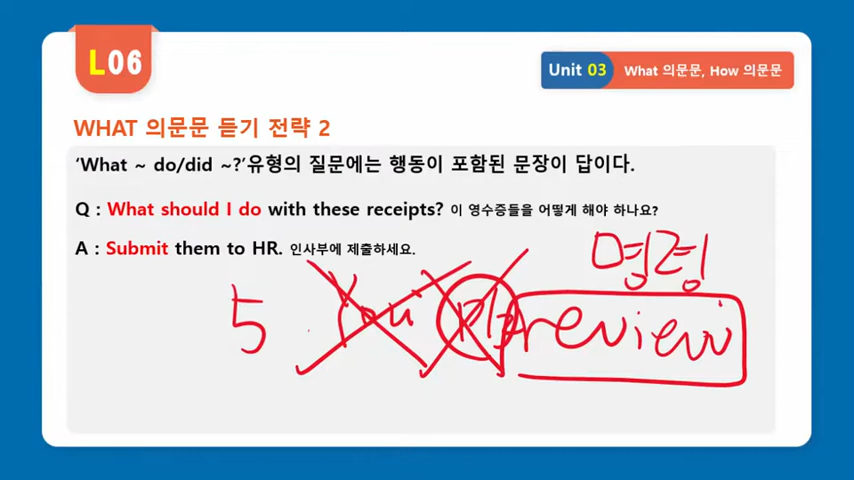 L06
Unit 03 What 의문문, How 의문문
WHAT 의문문 듣기 전략 2
‘What ~ do/did ~?’유형의 질문에는 행동이 포함된 문장이 답이다.
Q : What should I do with these receipts? 이 영수증들을 어떻게 해야 하나요?
A : Submit them to HR. 인사부에 제출하세요.
명령
5 You review